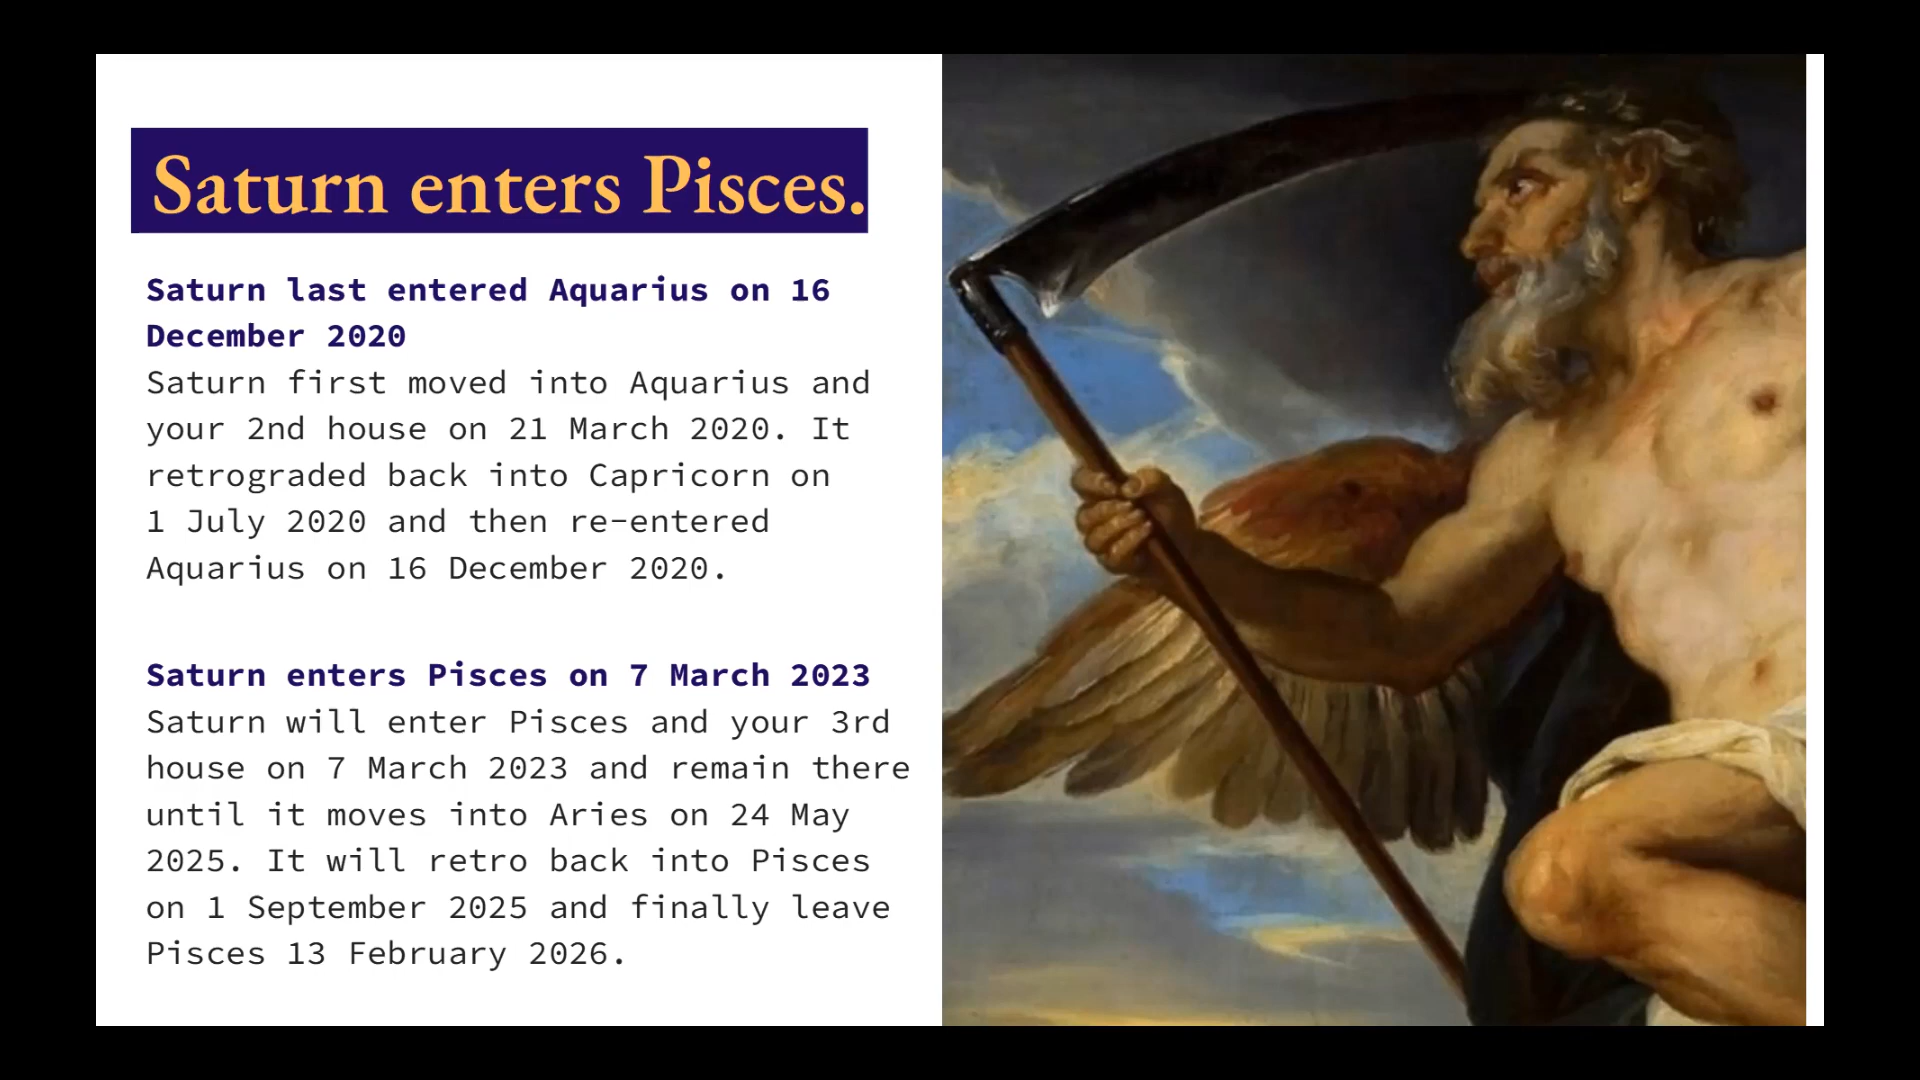 Saturn enters Pisces.
Saturn last entered Aquarius on 16
December 2020
Saturn first moved into Aquarius and
your 2nd house on 21 March 2020. It
retrograded back into Capricorn on
1 July 2020 and then re-entered
Aquarius on 16 December 2020.
Saturn enters Pisces on 7 March 2023
Saturn will enter Pisces and your 3rd
house on 7 March 2023 and remain there
until it moves into Aries on 24 May
2025. It will retro back into Pisces
on 1 September 2025 and finally leave
Pisces 13 February 2026.